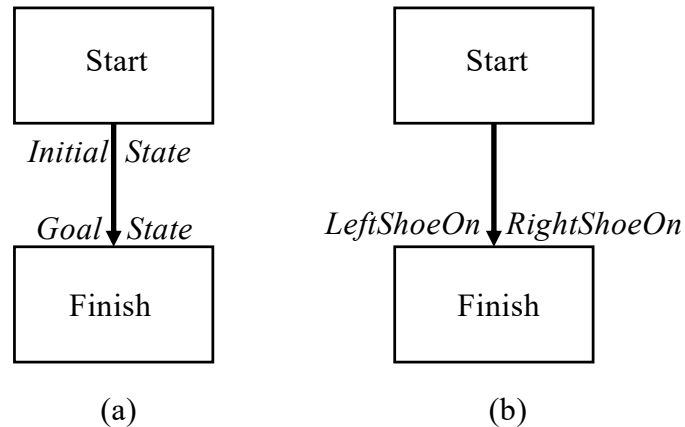 Start
Initial State
Goal State
Finish
(a)
Start
LeftShoeOn RightShoeOn
Finish
(b)